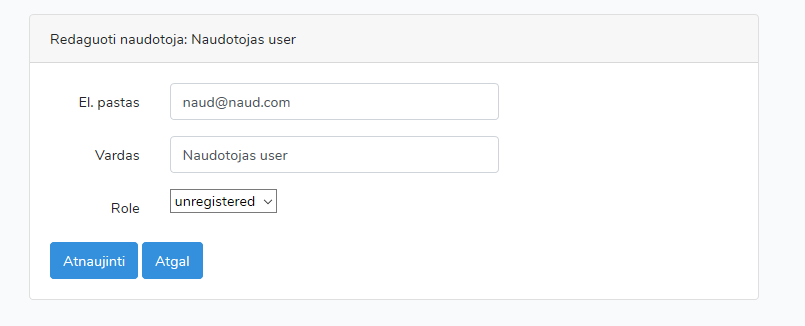 Redaguoti naudotoja: Naudotojas user
El. pastas naud@naud.com
Vardas Naudotojas user
Role unregistered
Atnaujinti Atgal